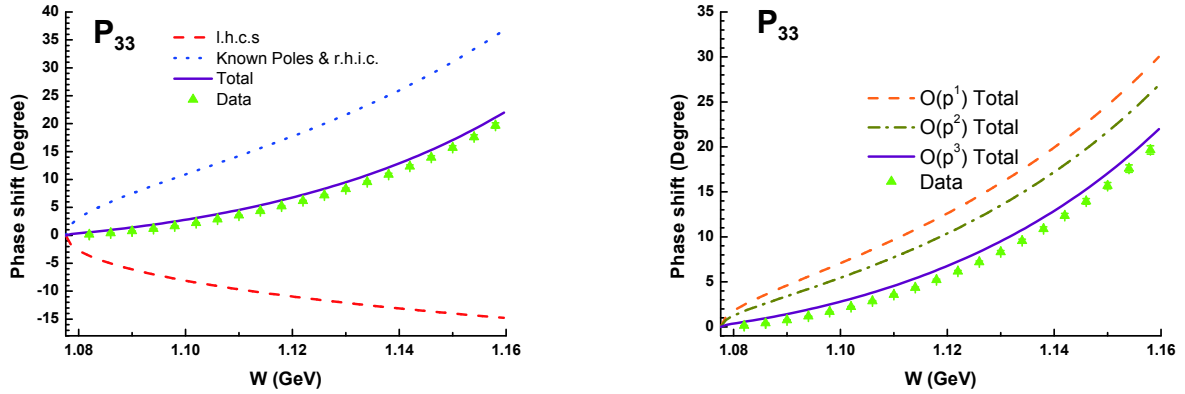 P33
l.h.c.s
Known Poles & r.h.i.c.
Total
Data
Phase shift (Degree)
40
35
30
25
20
15
10
5
0
-5
-10
-15
1.08 1.10 1.12 1.14 1.16
W (GeV)
P33
O(p^1) Total
O(p^2) Total
O(p^3) Total
Data
Phase shift (Degree)
35
30
25
20
15
10
5
0
1.08 1.10 1.12 1.14 1.16
W (GeV)